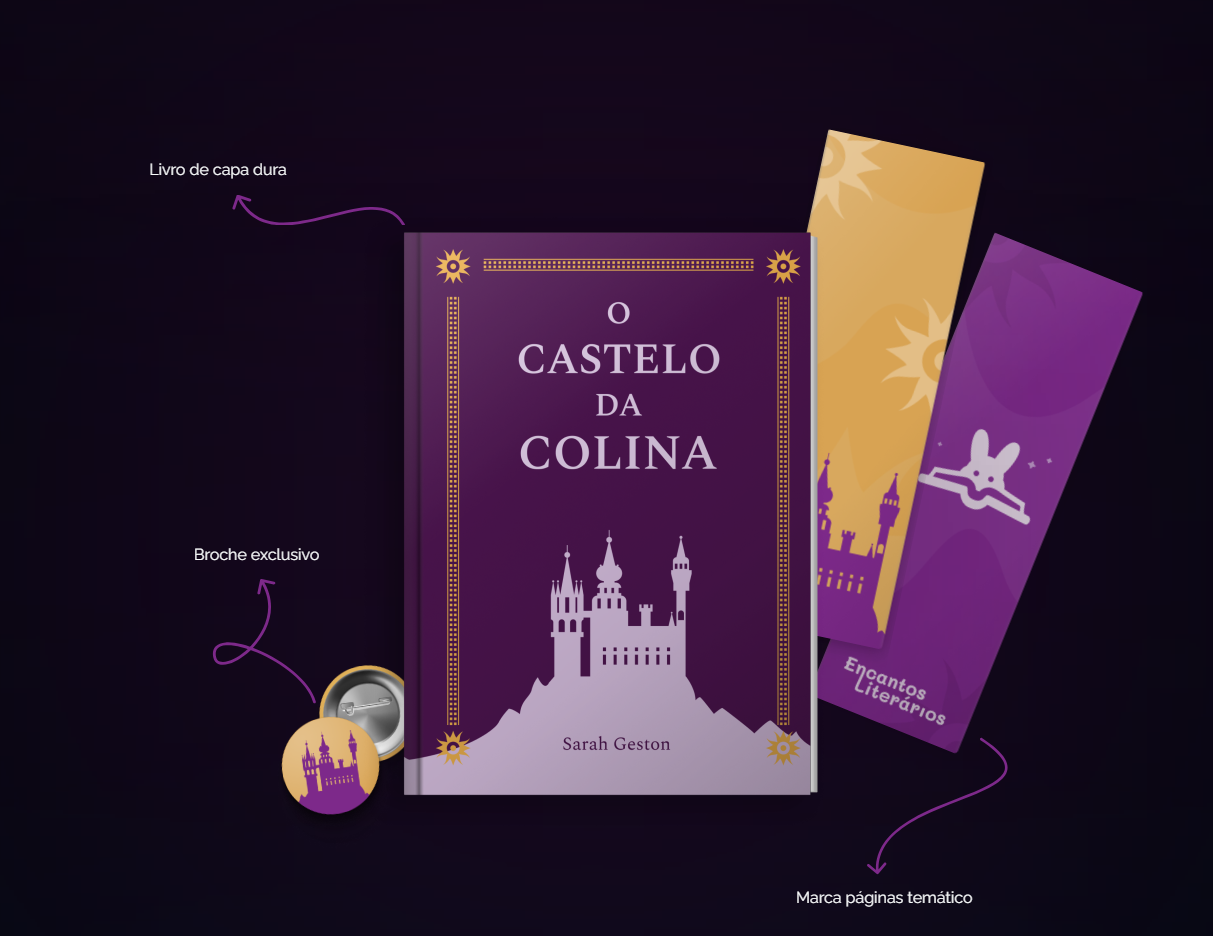 Livro de capa dura
O
CASTELO
DA
COLINA
Broche exclusivo
Sarah Geston
Encantos
Literários
Marca páginas temático